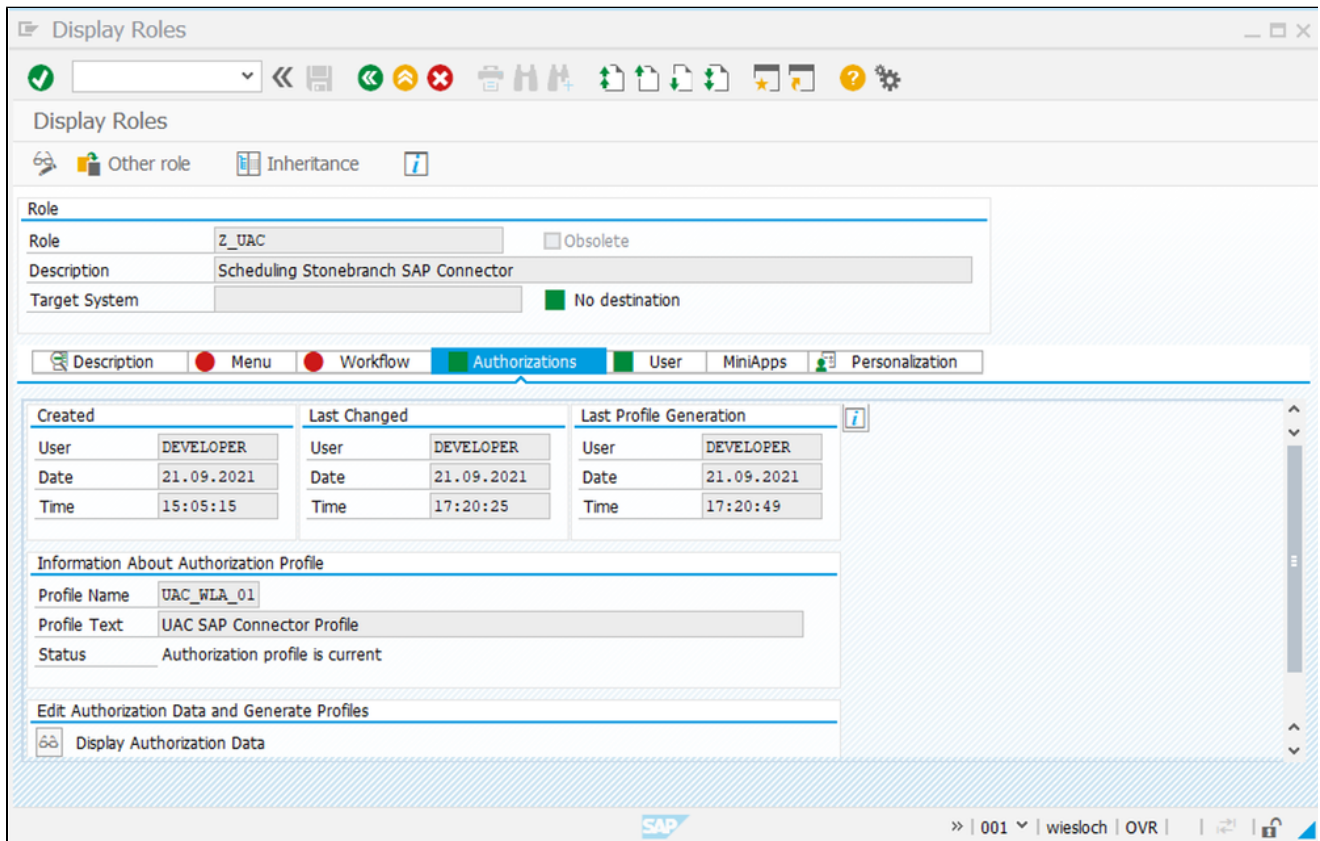 Display Roles
Display Roles
Other role Inheritance
Role
Role Z_UAC Obsolete
Description Scheduling Stonebranch SAP Connector
Target System No destination
Description Menu Workflow Authorizations User MiniApps Personalization
Created Last Changed Last Profile Generation
User DEVELOPER User DEVELOPER User DEVELOPER
Date 21.09.2021 Date 21.09.2021 Date 21.09.2021
Time 15:05:15 Time 17:20:25 Time 17:20:49
Information About Authorization Profile
Profile Name UAC_WLA_01
Profile Text UAC SAP Connector Profile
Status Authorization profile is current
Edit Authorization Data and Generate Profiles
Display Authorization Data
SAP » | 001 | wiesloch | OVR |